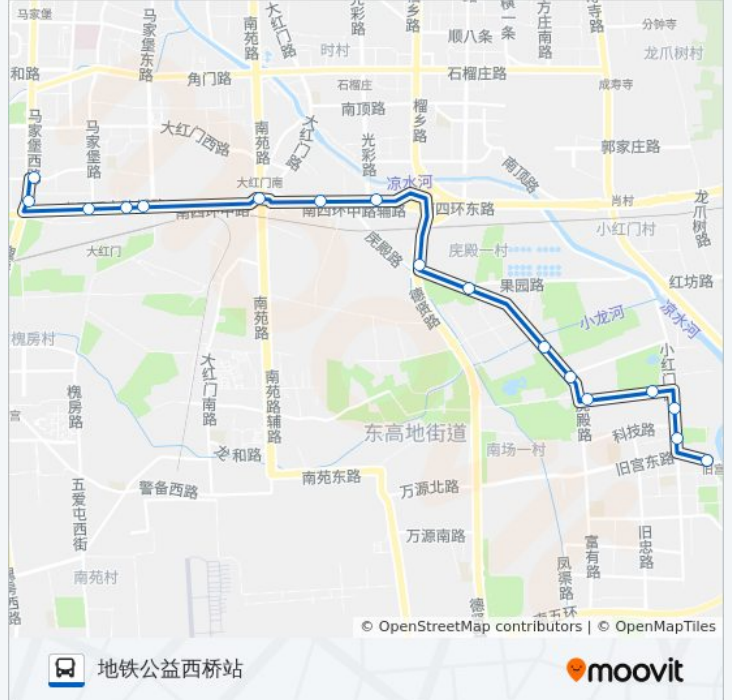 马家堡
马家堡东路
南苑路
大红门路
光彩路
榴乡路
横一条
方庄南路
顺八条
分钟寺
时村
龙爪树村
和路
角门路
石榴庄
石榴庄路
成寿寺
南顶路
马家堡西路
马家堡路
大红门西路
南苑路
大红门路
光彩路
榴乡路
南顶路
郭家庄路
大红门南
凉水河
肖村
龙爪树路
南四环中路
南四环中路辅路
四环东路
小红门村
大红门
庑殿路
庑殿一村
果园路
红坊路
德贤路
小龙河
凉水河
南苑路
槐房村
小红门
槐房路
大红门南路
南苑路辅路
东高地街道
殿路
科技路
南场一村
旧宫东路
和路
南苑东路
警备西路
万源北路
五爱屯西街
万源南路
富有路
旧忠路
凤渠路
南苑村
南五环
© OpenStreetMap contributors | © OpenMapTiles
地铁公益西桥站
moovit